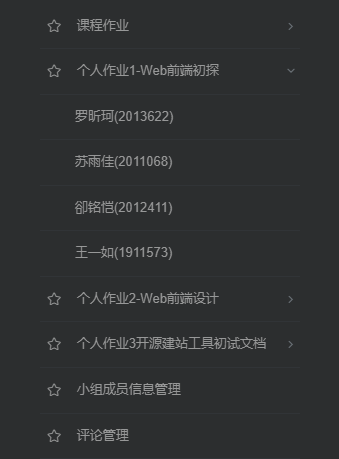 课程作业
个人作业1-Web前端初探
罗昕珂(2013622)
苏雨佳(2011068)
郤铭恺(2012411)
王一如(1911573)
个人作业2-Web前端设计
个人作业3开源建站工具初试文档
小组成员信息管理
评论管理